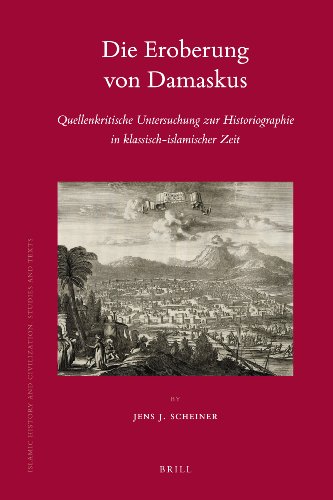 Die Eroberung
von Damaskus
Quellenkritische Untersuchung zur Historiographie
in klassisch-islamischer Zeit
BY
JENS J. SCHEINER
BRILL
ISLAMIC HISTORY AND CIVILIZATION. STUDIES AND TEXTS